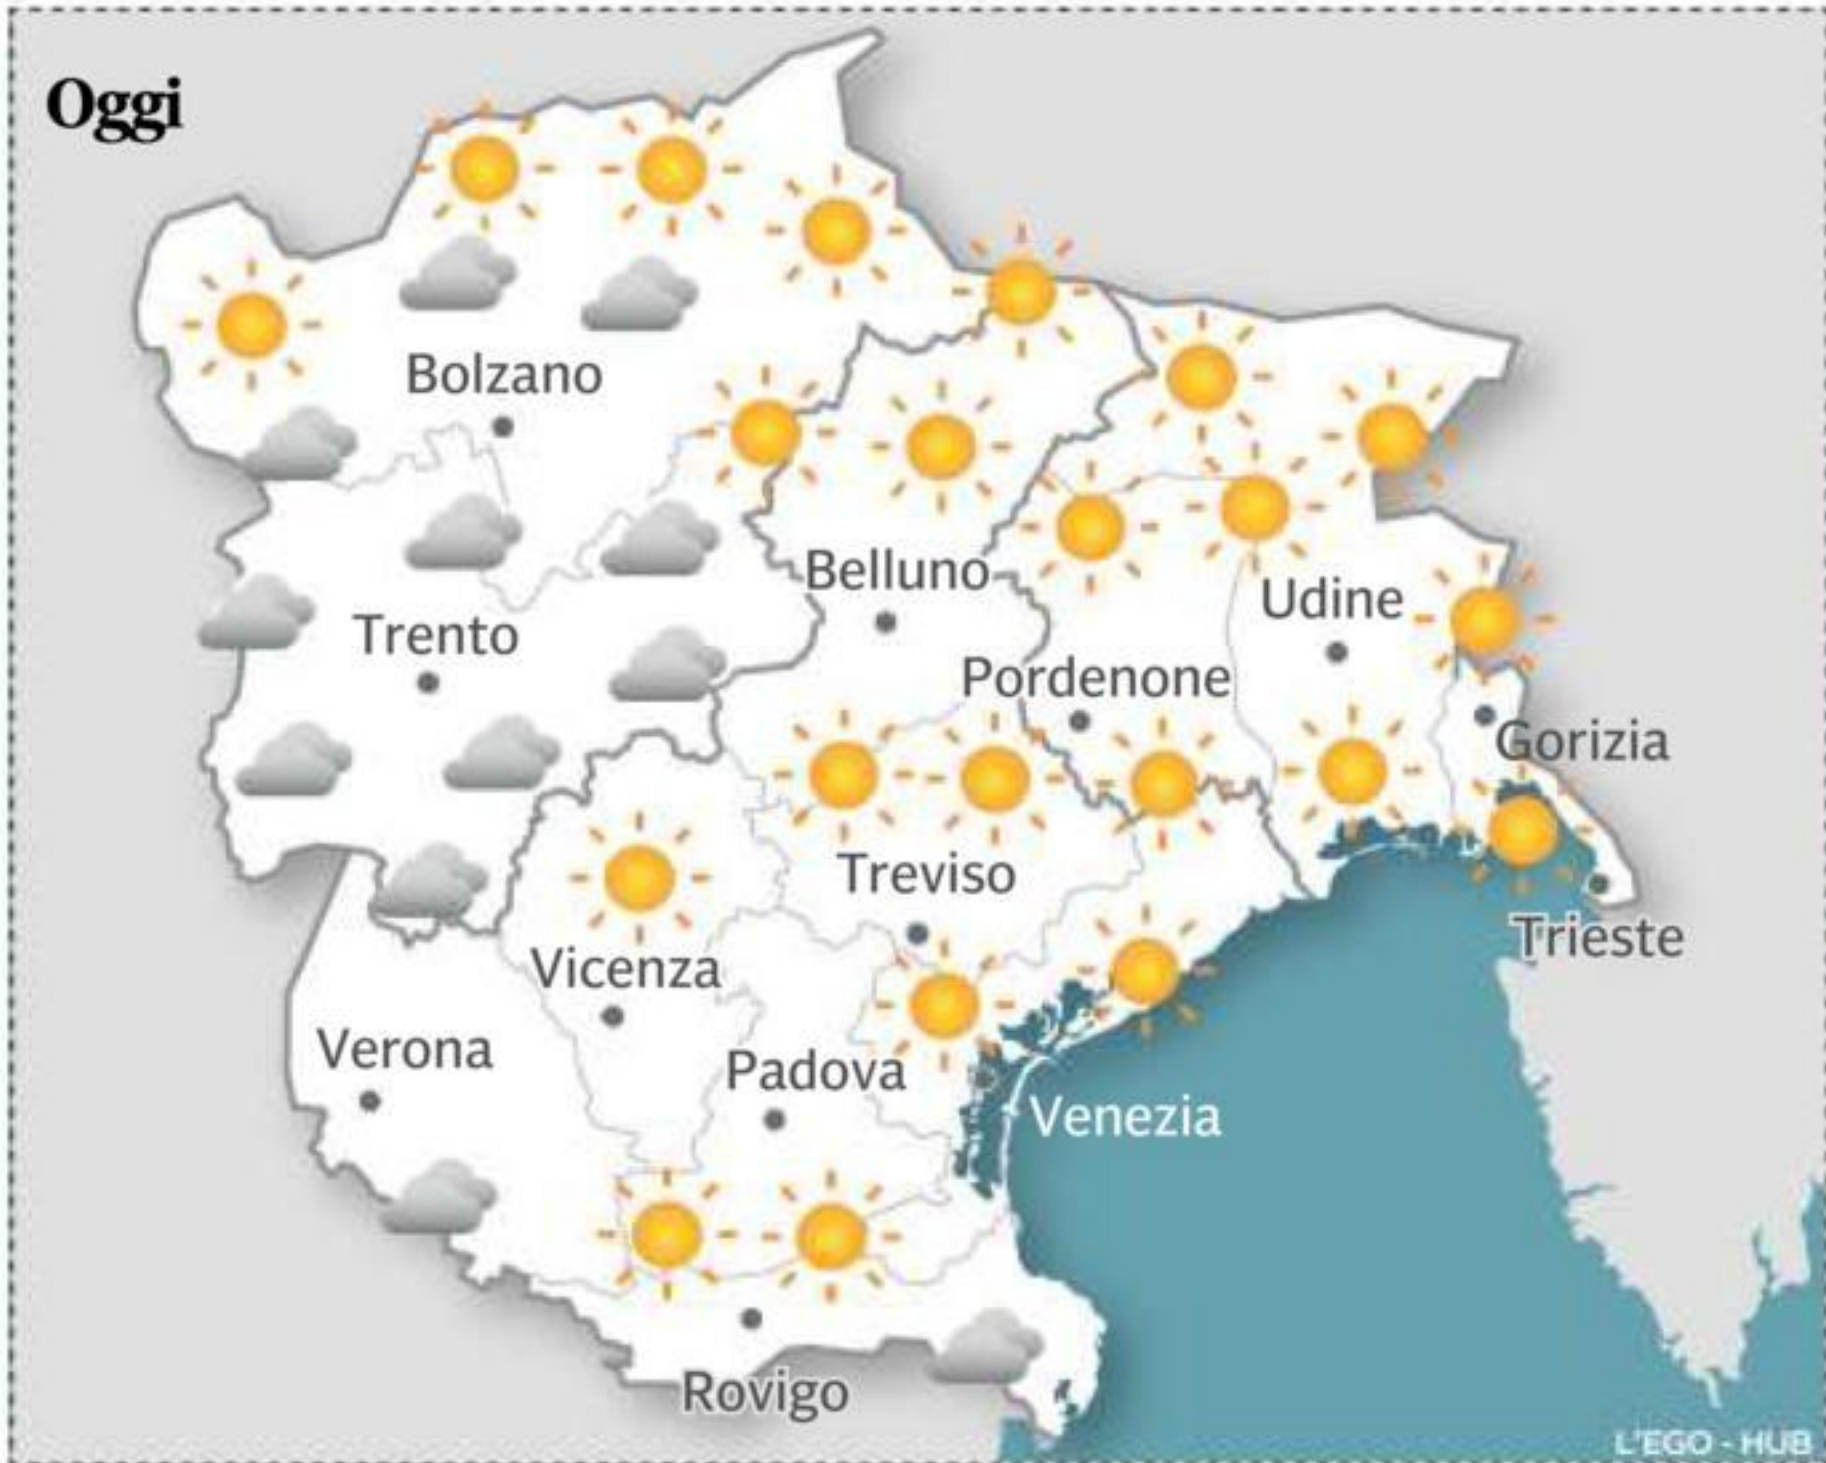 Oggi
Bolzano
Belluno
Udine
Trento
Pordenone
Gorizia
Treviso
Trieste
Vicenza
Verona
Padova
Venezia
Rovigo
L'EGO - HUB